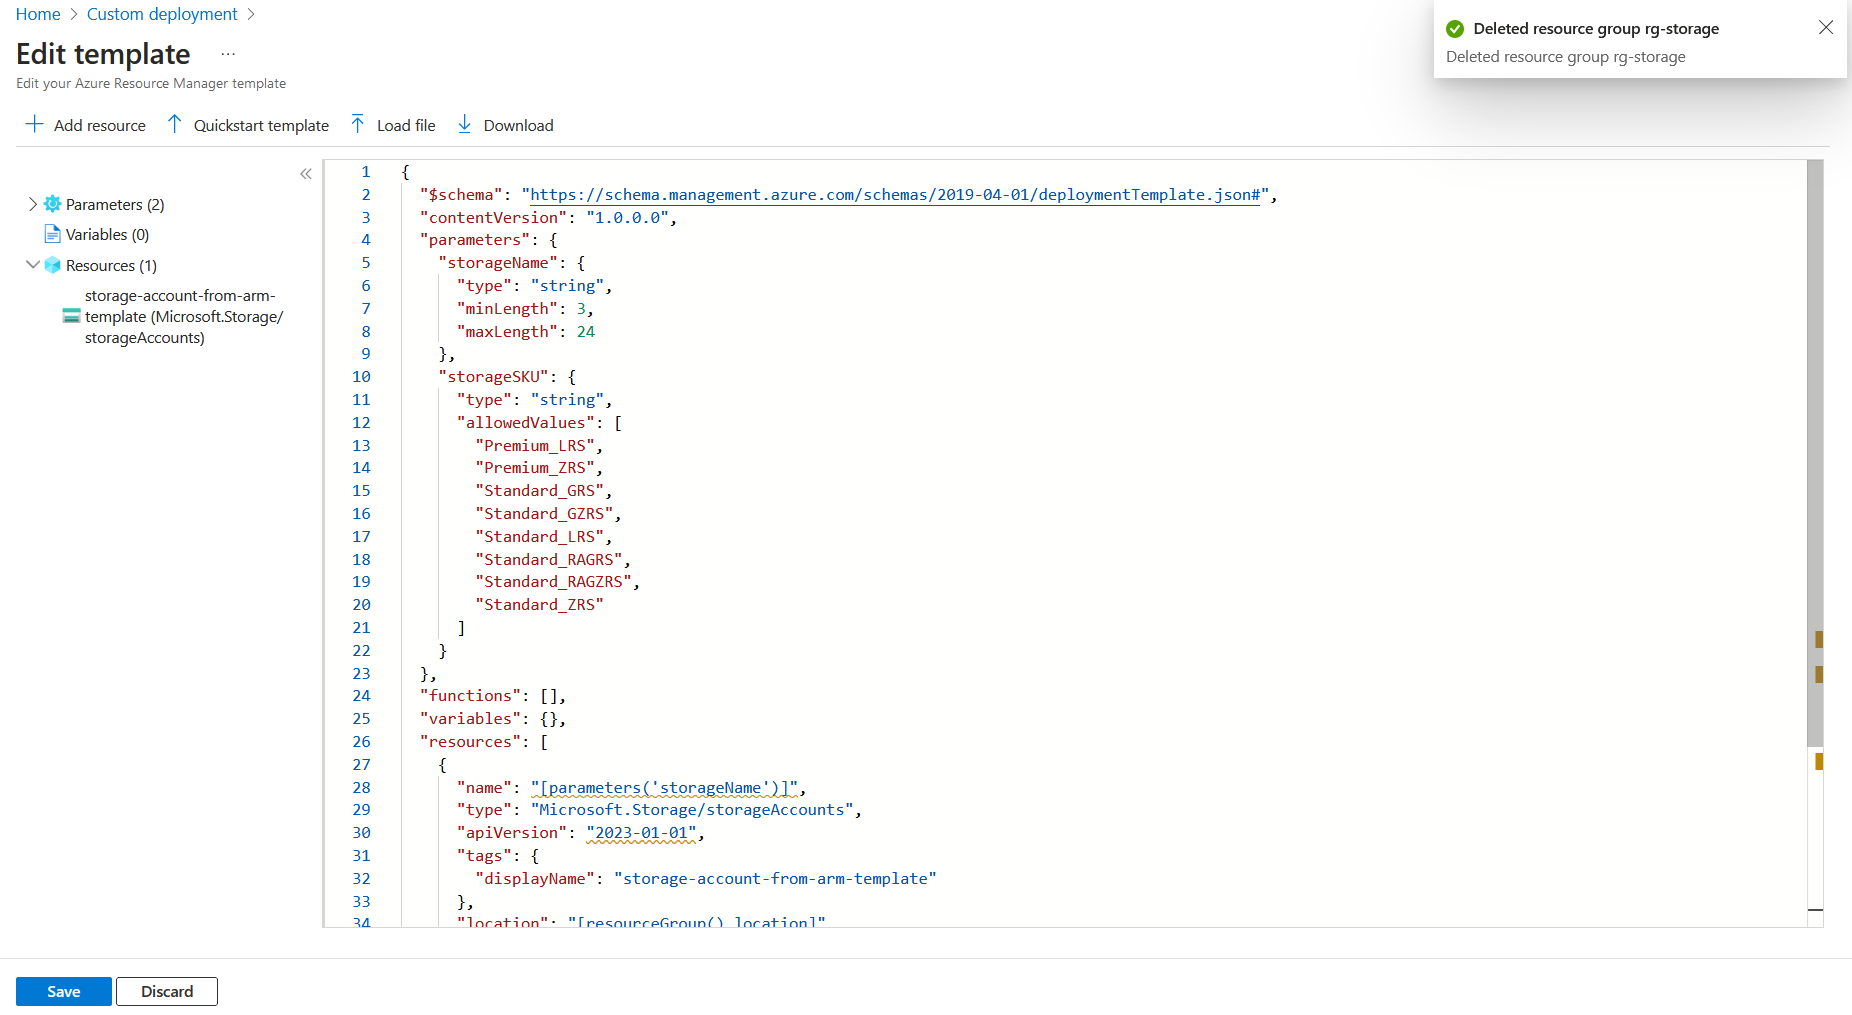 Home > Custom deployment >
Edit template ...
Edit your Azure Resource Manager template
Deleted resource group rg-storage
Deleted resource group rg-storage
Add resource Quickstart template Load file Download
«
Parameters (2)
Variables (0)
Resources (1)
storage-account-from-arm-
template (Microsoft.Storage/
storageAccounts)
1 {
2 "$schema": "https://schema.management.azure.com/schemas/2019-04-01/deploymentTemplate.json#",
3 "contentVersion": "1.0.0.0",
4 "parameters": {
5 "storageName": {
6 "type": "string",
7 "minLength": 3,
8 "maxLength": 24
9 },
10 "storageSKU": {
11 "type": "string",
12 "allowedValues": [
13 "Premium_LRS",
14 "Premium_ZRS",
15 "Standard_GRS",
16 "Standard_GZRS",
17 "Standard_LRS",
18 "Standard_RAGRS",
19 "Standard_RAGZRS",
20 "Standard_ZRS"
21 ]
22 }
23 },
24 "functions": [],
25 "variables": {},
26 "resources": [
27 {
28 "name": "[parameters('storageName')]",
29 "type": "Microsoft.Storage/storageAccounts",
30 "apiVersion": "2023-01-01",
31 "tags": {
32 "displayName": "storage-account-from-arm-template"
33 },
34 "location": "[resourceGroup().location]"
Save Discard